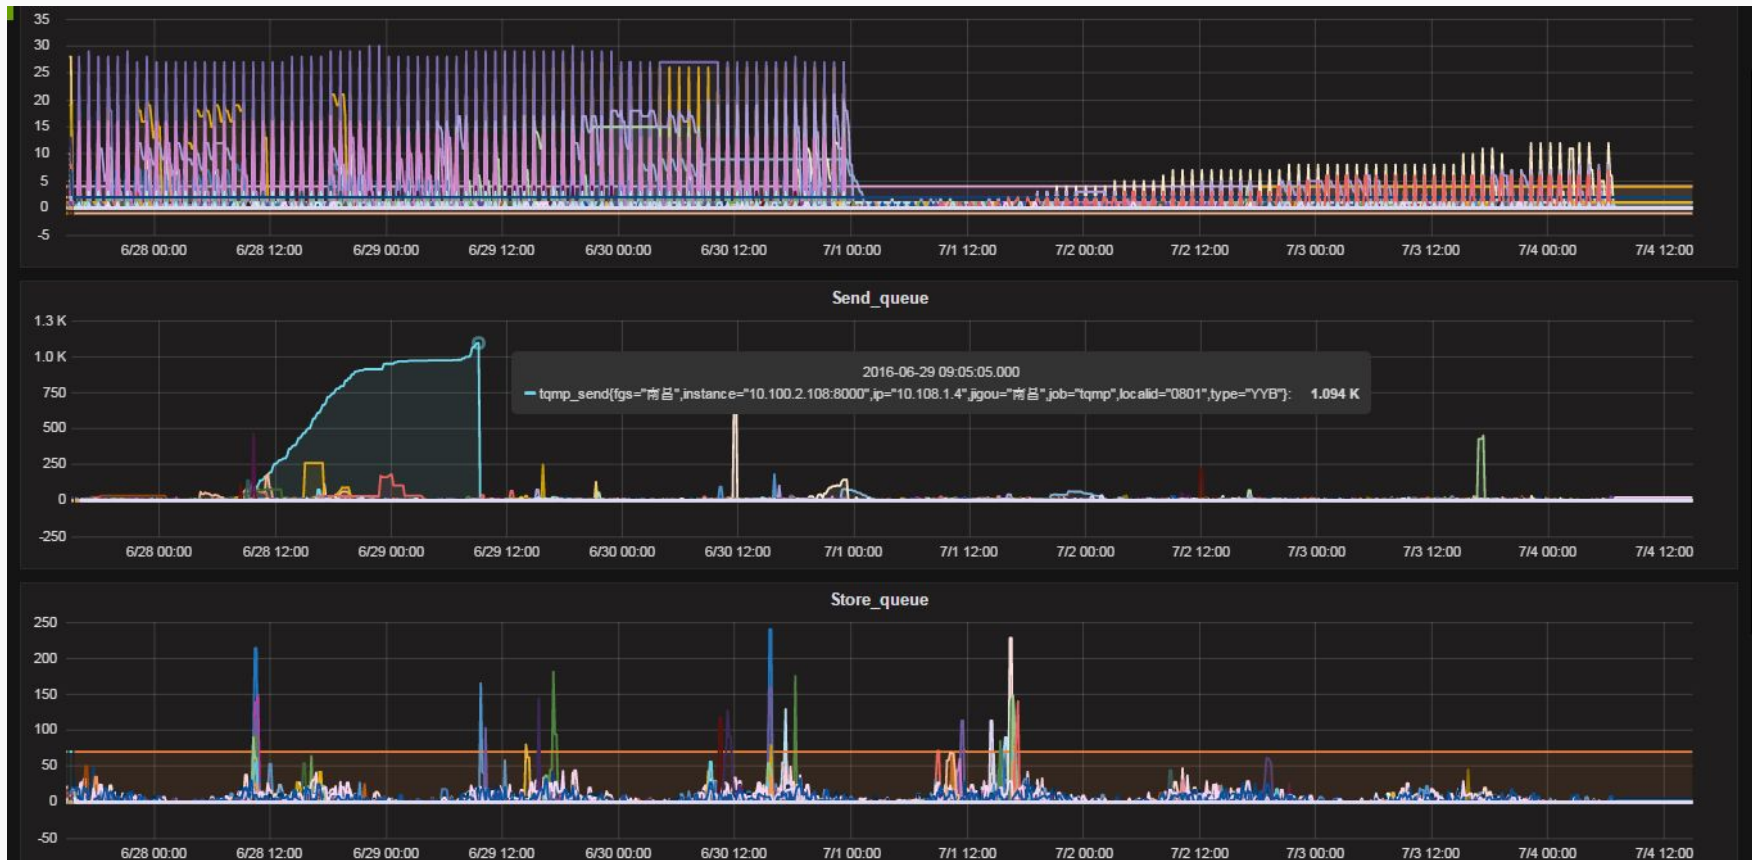 35
30
25
20
15
10
5
0
-5
6/28 00:00 6/28 12:00 6/29 00:00 6/29 12:00 6/30 00:00 6/30 12:00 7/1 00:00 7/1 12:00 7/2 00:00 7/2 12:00 7/3 00:00 7/3 12:00 7/4 00:00 7/4 12:00
Send_queue
1.3 K
1.0 K
750
500
250
0
-250
2016-06-29 09:05:05.000
tqmp_send{fgs="南昌",instance="10.100.2.108:8000",ip="10.108.1.4",jigou="南昌",job="tqmp",localid="0801",type="YYB"}: 1.094 K
6/28 00:00 6/28 12:00 6/29 00:00 6/29 12:00 6/30 00:00 6/30 12:00 7/1 00:00 7/1 12:00 7/2 00:00 7/2 12:00 7/3 00:00 7/3 12:00 7/4 00:00 7/4 12:00
Store_queue
250
200
150
100
50
0
-50
6/28 00:00 6/28 12:00 6/29 00:00 6/29 12:00 6/30 00:00 6/30 12:00 7/1 00:00 7/1 12:00 7/2 00:00 7/2 12:00 7/3 00:00 7/3 12:00 7/4 00:00 7/4 12:00